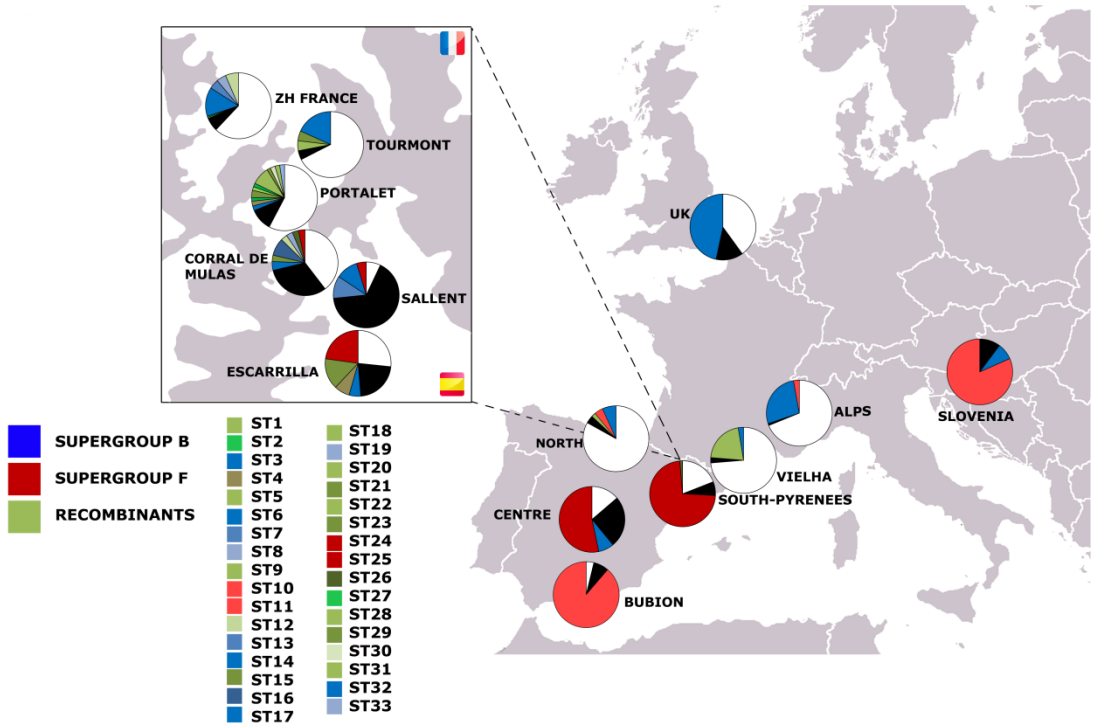 ZH FRANCE
TOURMONT
PORTALET
CORRAL DE
MULAS
SALLENT
ESCARRILLA
UK
SLOVENIA
ALPS
NORTH
VIELHA
SOUTH-PYRENEES
CENTRE
BUBION
SUPERGROUP B
SUPERGROUP F
RECOMBINANTS
ST1
ST2
ST3
ST4
ST5
ST6
ST7
ST8
ST9
ST10
ST11
ST12
ST13
ST14
ST15
ST16
ST17
ST18
ST19
ST20
ST21
ST22
ST23
ST24
ST25
ST26
ST27
ST28
ST29
ST30
ST31
ST32
ST33